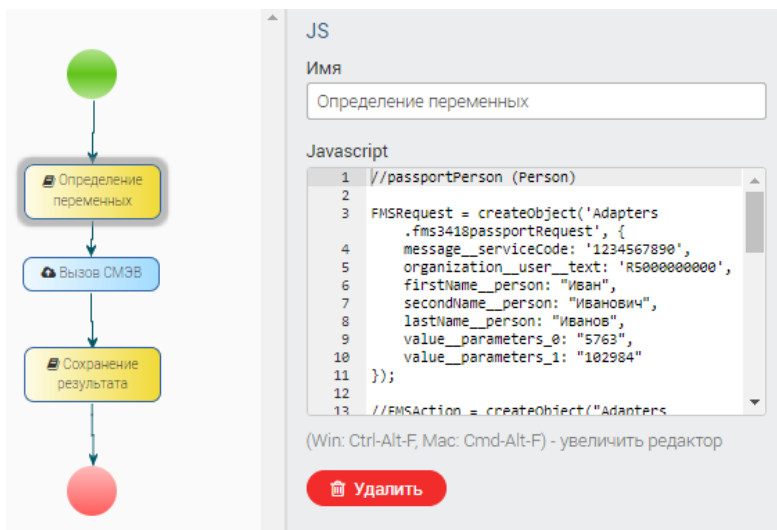 Определение
переменных
Вызов СМЭВ
Сохранение
результата
JS
Имя
Определение переменных
Javascript
1 //passportPerson (Person)
2
3 FMSRequest = createObject('Adapters
.fms3418passportRequest', {
4 message__serviceCode: '1234567890',
5 organization__user__text: 'R5000000000',
6 firstName__person: "Иван",
7 secondName__person: "Иванович",
8 lastName__person: "Иванов",
9 value__parameters_0: "5763",
10 value__parameters_1: "102984"
11 });
12
13 //FMSAction = createObject("Adapters
(Win: Ctrl-Alt-F, Mac: Cmd-Alt-F) - увеличить редактор
Удалить